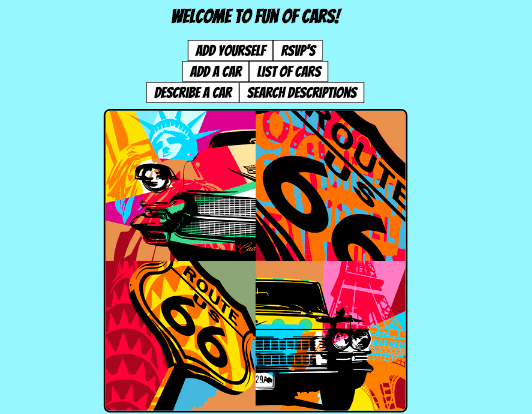 WELCOME TO FUN OF CARS!
ADD YOURSELF RSVP'S
ADD A CAR LIST OF CARS
DESCRIBE A CAR SEARCH DESCRIPTIONS
ROUTE
US
66
ROUTE
US
66